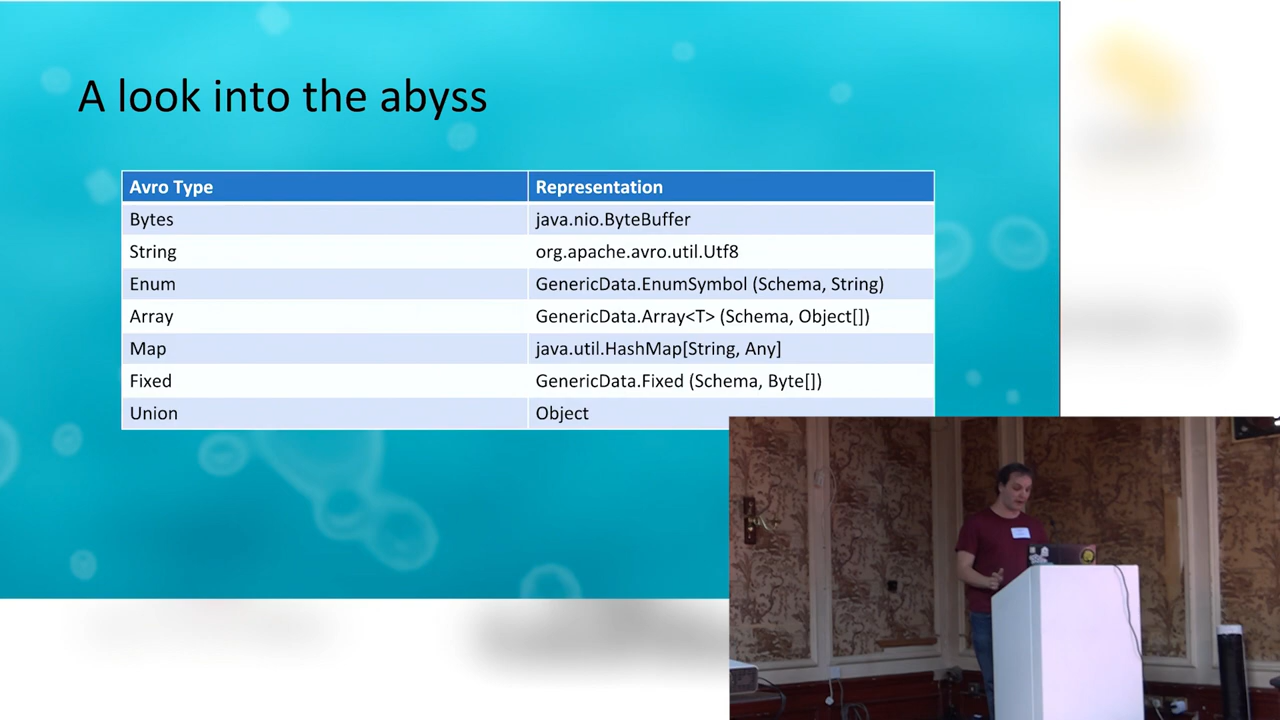 A look into the abyss
Avro Type Representation
Bytes java.nio.ByteBuffer
String org.apache.avro.util.Utf8
Enum GenericData.EnumSymbol (Schema, String)
Array GenericData.Array<T> (Schema, Object[])
Map java.util.HashMap[String, Any]
Fixed GenericData.Fixed (Schema, Byte[])
Union Object